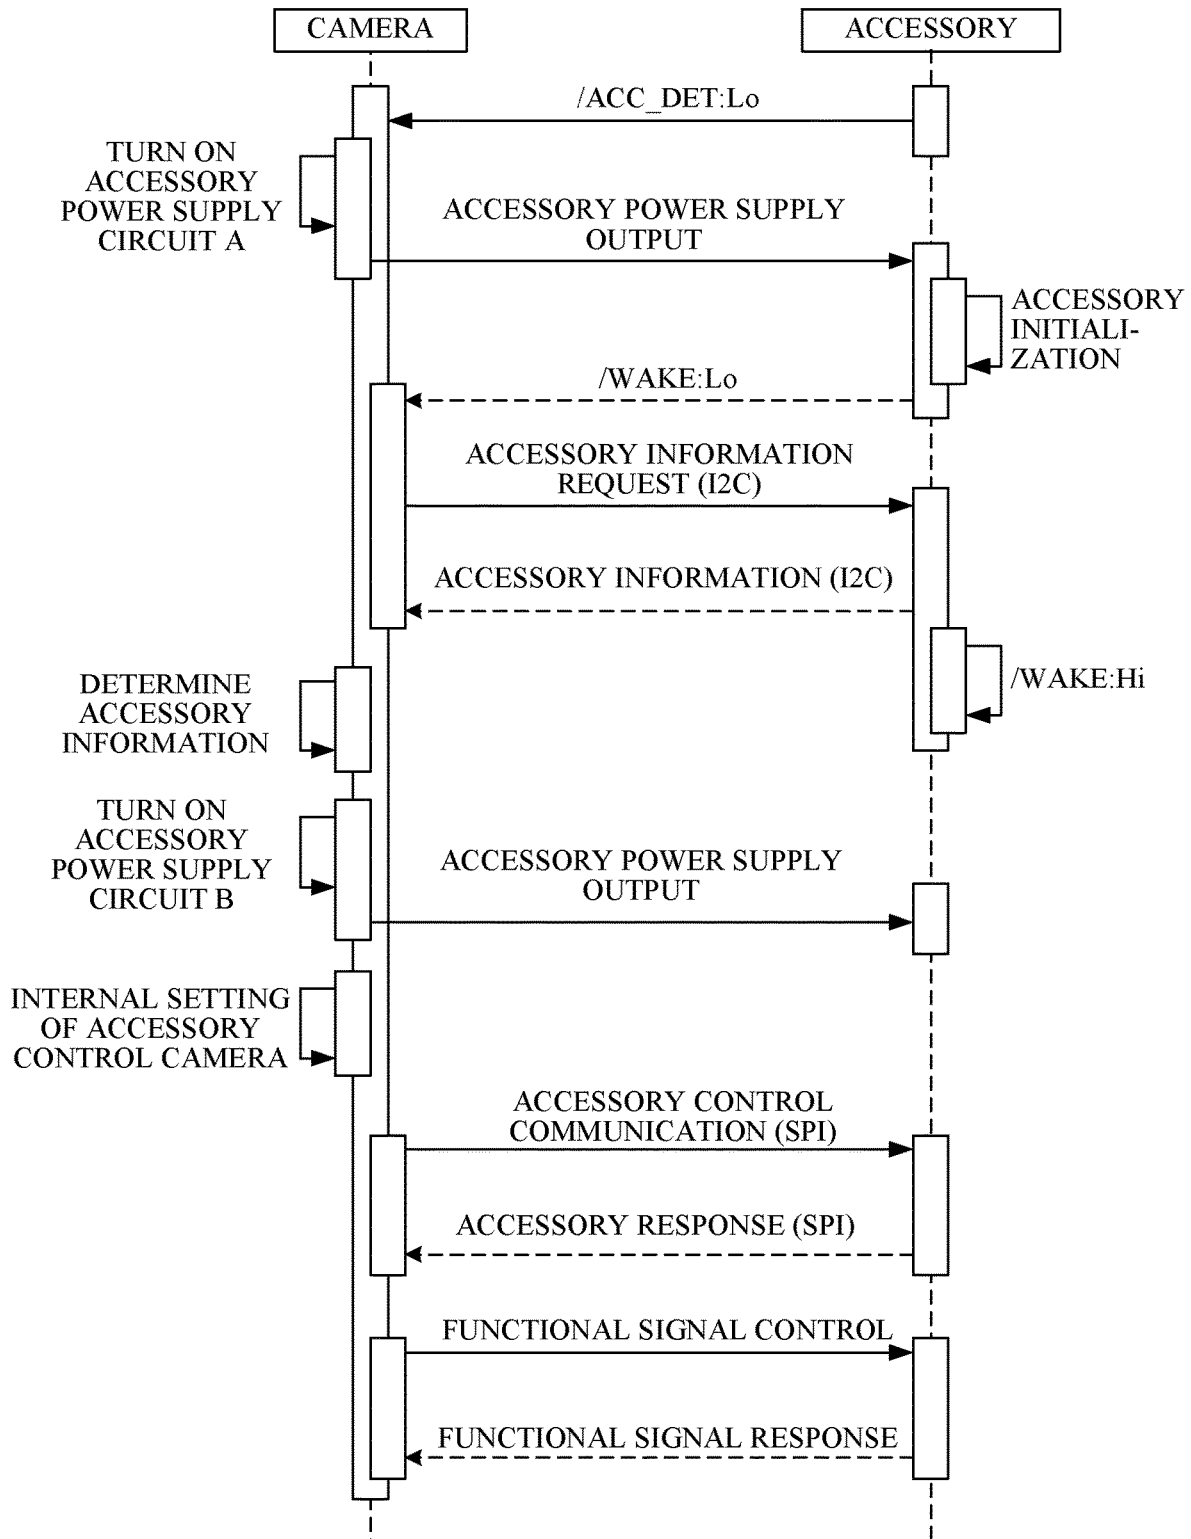 CAMERA
ACCESSORY
/ACC_DET:Lo
TURN ON
ACCESSORY
POWER SUPPLY
CIRCUIT A
ACCESSORY POWER SUPPLY
OUTPUT
ACCESSORY
INITIALI-
ZATION
/WAKE:Lo
ACCESSORY INFORMATION
REQUEST (I2C)
ACCESSORY INFORMATION (I2C)
/WAKE:Hi
DETERMINE
ACCESSORY
INFORMATION
TURN ON
ACCESSORY
POWER SUPPLY
CIRCUIT B
ACCESSORY POWER SUPPLY
OUTPUT
INTERNAL SETTING
OF ACCESSORY
CONTROL CAMERA
ACCESSORY CONTROL
COMMUNICATION (SPI)
ACCESSORY RESPONSE (SPI)
FUNCTIONAL SIGNAL CONTROL
FUNCTIONAL SIGNAL RESPONSE